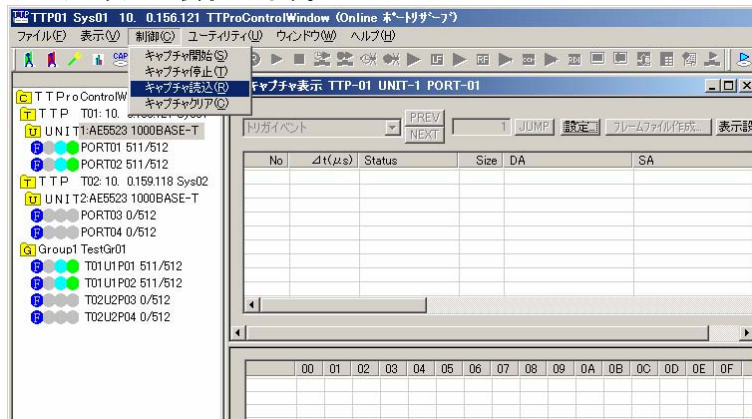 TTP01 Sys01 10. 0.156.121 TTProControlWindow (Online ﾎﾟｰﾄﾘｻﾞｰﾌﾞ)
ファイル(F) 表示(V) 制御(C) ユーティリティ(U) ウィンドウ(W) ヘルプ(H)
キャプチャ開始(S)
キャプチャ停止(T)
キャプチャ読込(R)
キャプチャクリア(C)
CAP
キャプチャ表示 TTP-01 UNIT-1 PORT-01
TTProControlW
TTP T01: 10. 0.156.121 Sys01
UNIT1:AE5523 1000BASE-T
PORT01 511/512
PORT02 511/512
TTP T02: 10. 0.159.118 Sys02
UNIT2:AE5523 1000BASE-T
PORT03 0/512
PORT04 0/512
Group1 TestGr01
T01U1P01 511/512
T01U1P02 511/512
T02U2P03 0/512
T02U2P04 0/512
トリガイベント PREV NEXT 1 JUMP 設定... フレームファイル作成... 表示設
No ⊿t(μs) Status Size DA SA
00 01 02 03 04 05 06 07 08 09 0A 0B 0C 0D 0E 0F